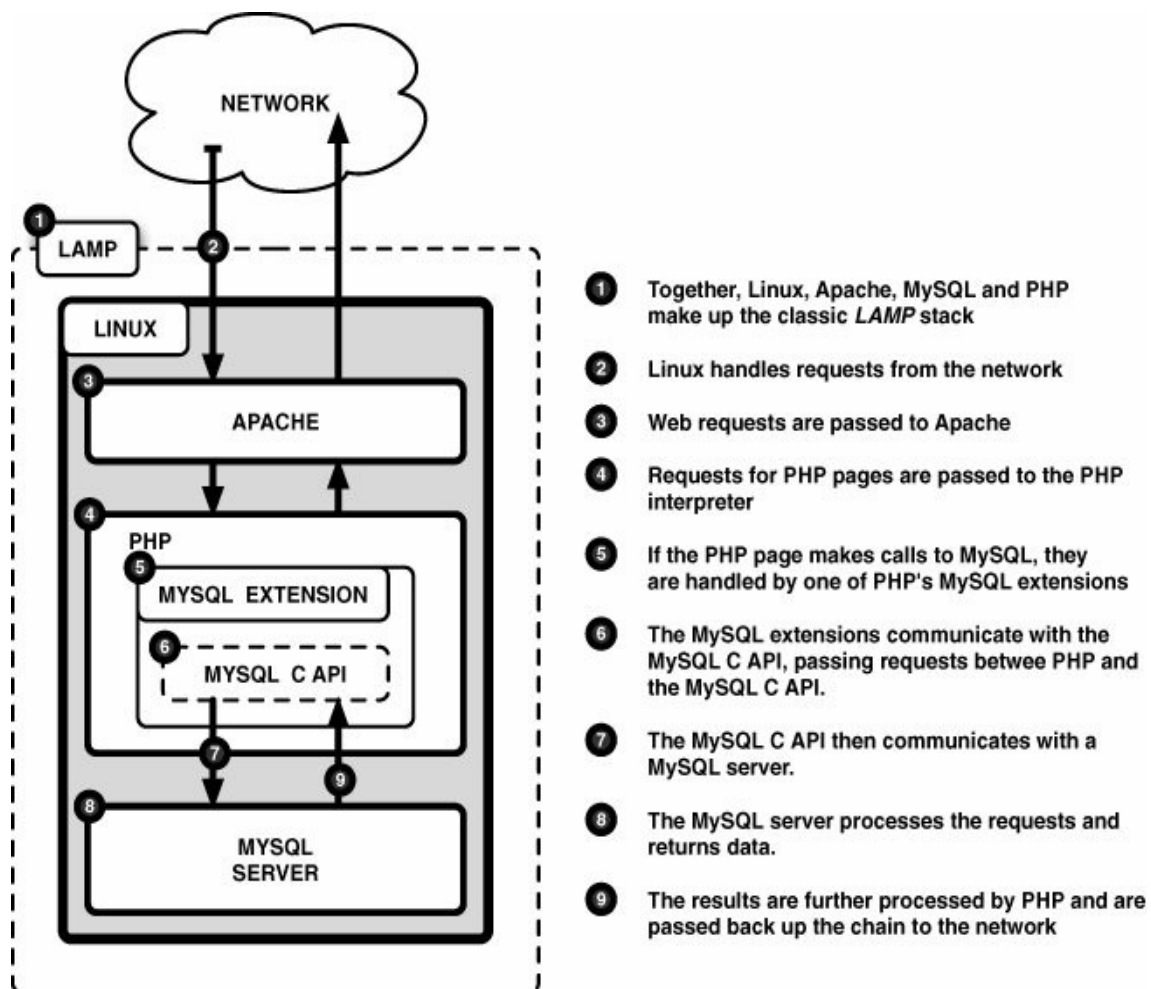 NETWORK
1
LAMP
2
LINUX
3
APACHE
4
PHP
5
MYSQL EXTENSION
6
MYSQL C API
7
9
8
MYSQL
SERVER
1 Together, Linux, Apache, MySQL and PHP
make up the classic LAMP stack
2 Linux handles requests from the network
3 Web requests are passed to Apache
4 Requests for PHP pages are passed to the PHP
interpreter
5 If the PHP page makes calls to MySQL, they
are handled by one of PHP's MySQL extensions
6 The MySQL extensions communicate with the
MySQL C API, passing requests betwee PHP and
the MySQL C API.
7 The MySQL C API then communicates with a
MySQL server.
8 The MySQL server processes the requests and
returns data.
9 The results are further processed by PHP and are
passed back up the chain to the network